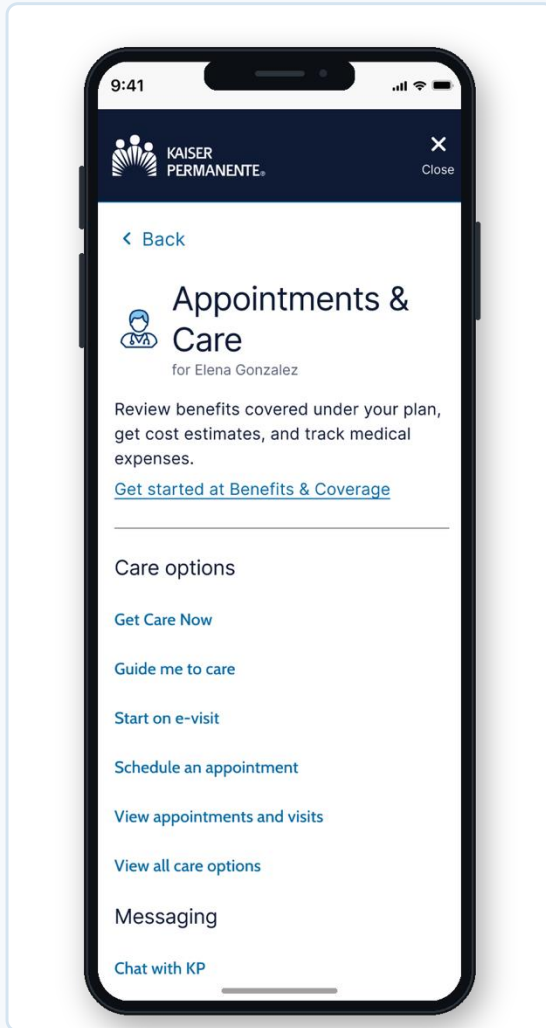 9:41
KAISER
PERMANENTE®
Close
Back
Appointments &
Care
for Elena Gonzalez
Review benefits covered under your plan,
get cost estimates, and track medical
expenses.
Get started at Benefits & Coverage
Care options
Get Care Now
Guide me to care
Start on e-visit
Schedule an appointment
View appointments and visits
View all care options
Messaging
Chat with KP